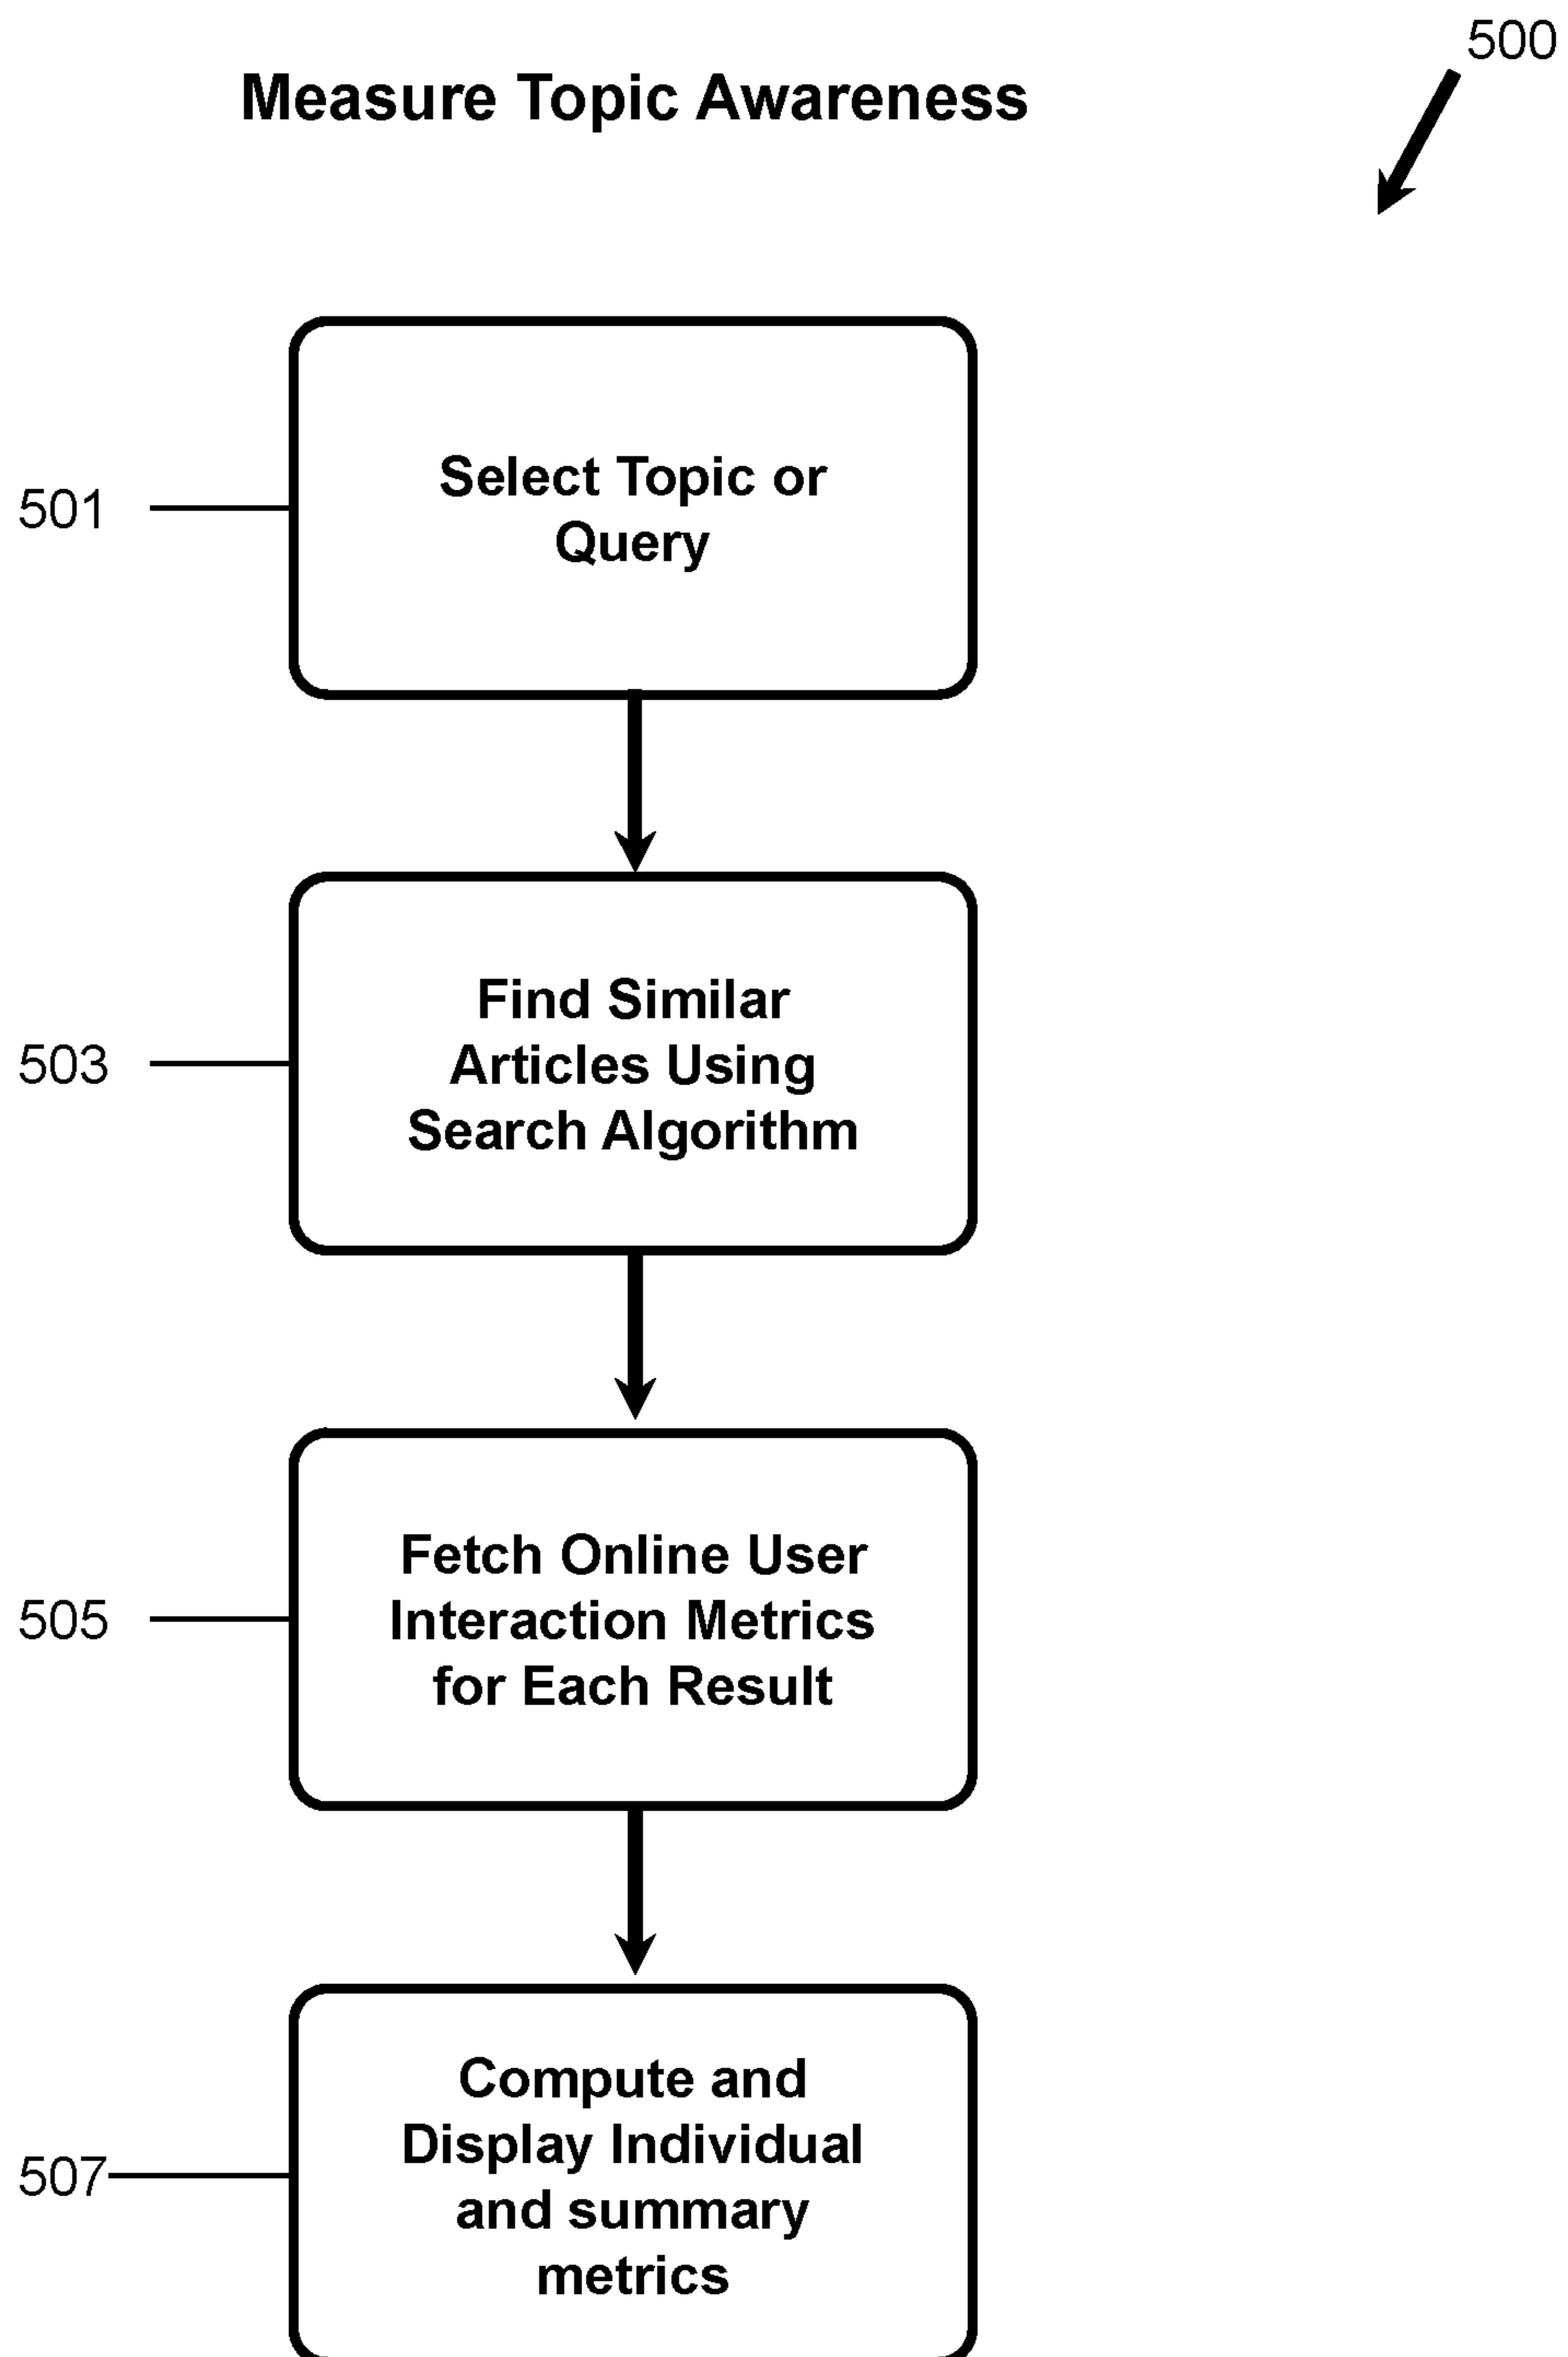 500
Measure Topic Awareness
501
Select Topic or
Query
503
Find Similar
Articles Using
Search Algorithm
505
Fetch Online User
Interaction Metrics
for Each Result
507
Compute and
Display Individual
and summary
metrics